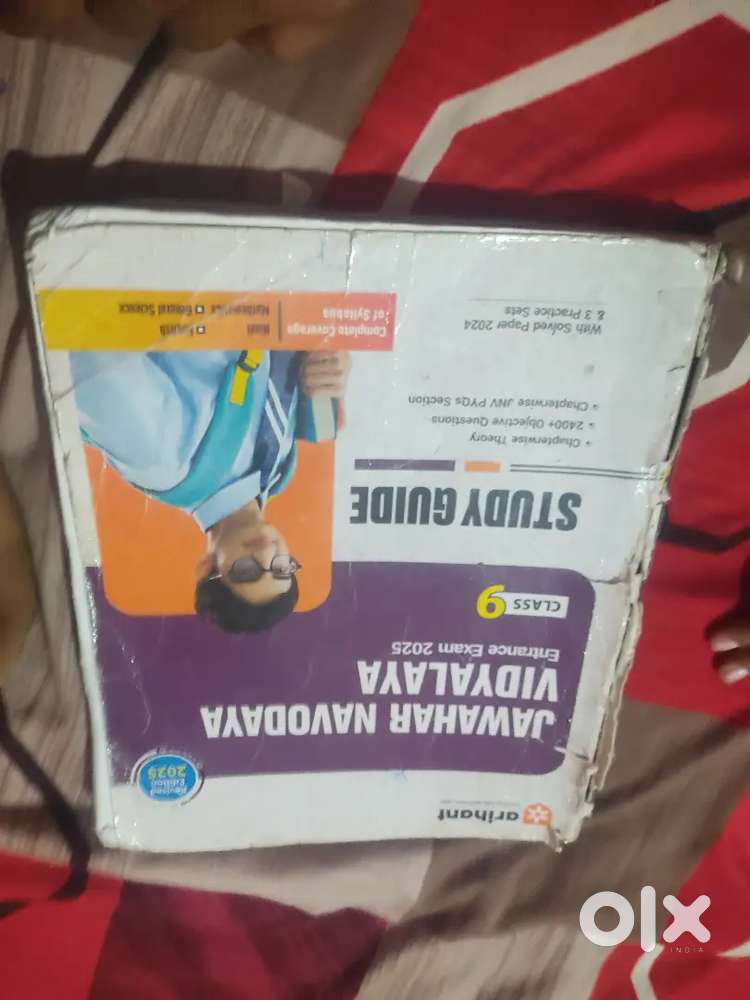 arihant
Revised
Edition
2025
JAWAHAR NAVODAYA
VIDYALAYA
Entrance Exam 2025
CLASS 9
STUDY GUIDE
Chapterwise Theory
2400+ Objective Questions
Chapterwise JNV PYQs Section
With Solved Paper 2024
& 3 Practice Sets
Complete Coverage
of Syllabus
Hindi English
Mathematics General Science
olx
INDIA